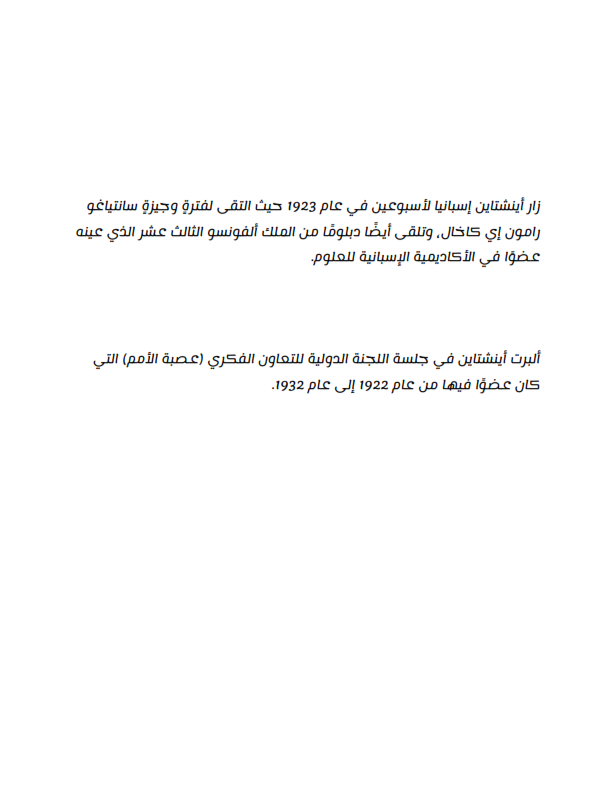 زار أينشتاين إسبانيا لأسبوعين في عام 1923 حيث التقى لفترةٍ وجيزةٍ سانتياغو
رامون إي كاخال، وتلقى أيضًا دبلومًا من الملك ألفونسو الثالث عشر الذي عينه
عضوًا في الأكاديمية الإسبانية للعلوم.
ألبرت أينشتاين في جلسة اللجنة الدولية للتعاون الفكري (عصبة الأمم) التي
كان عضوًا فيها من عام 1922 إلى عام 1932.